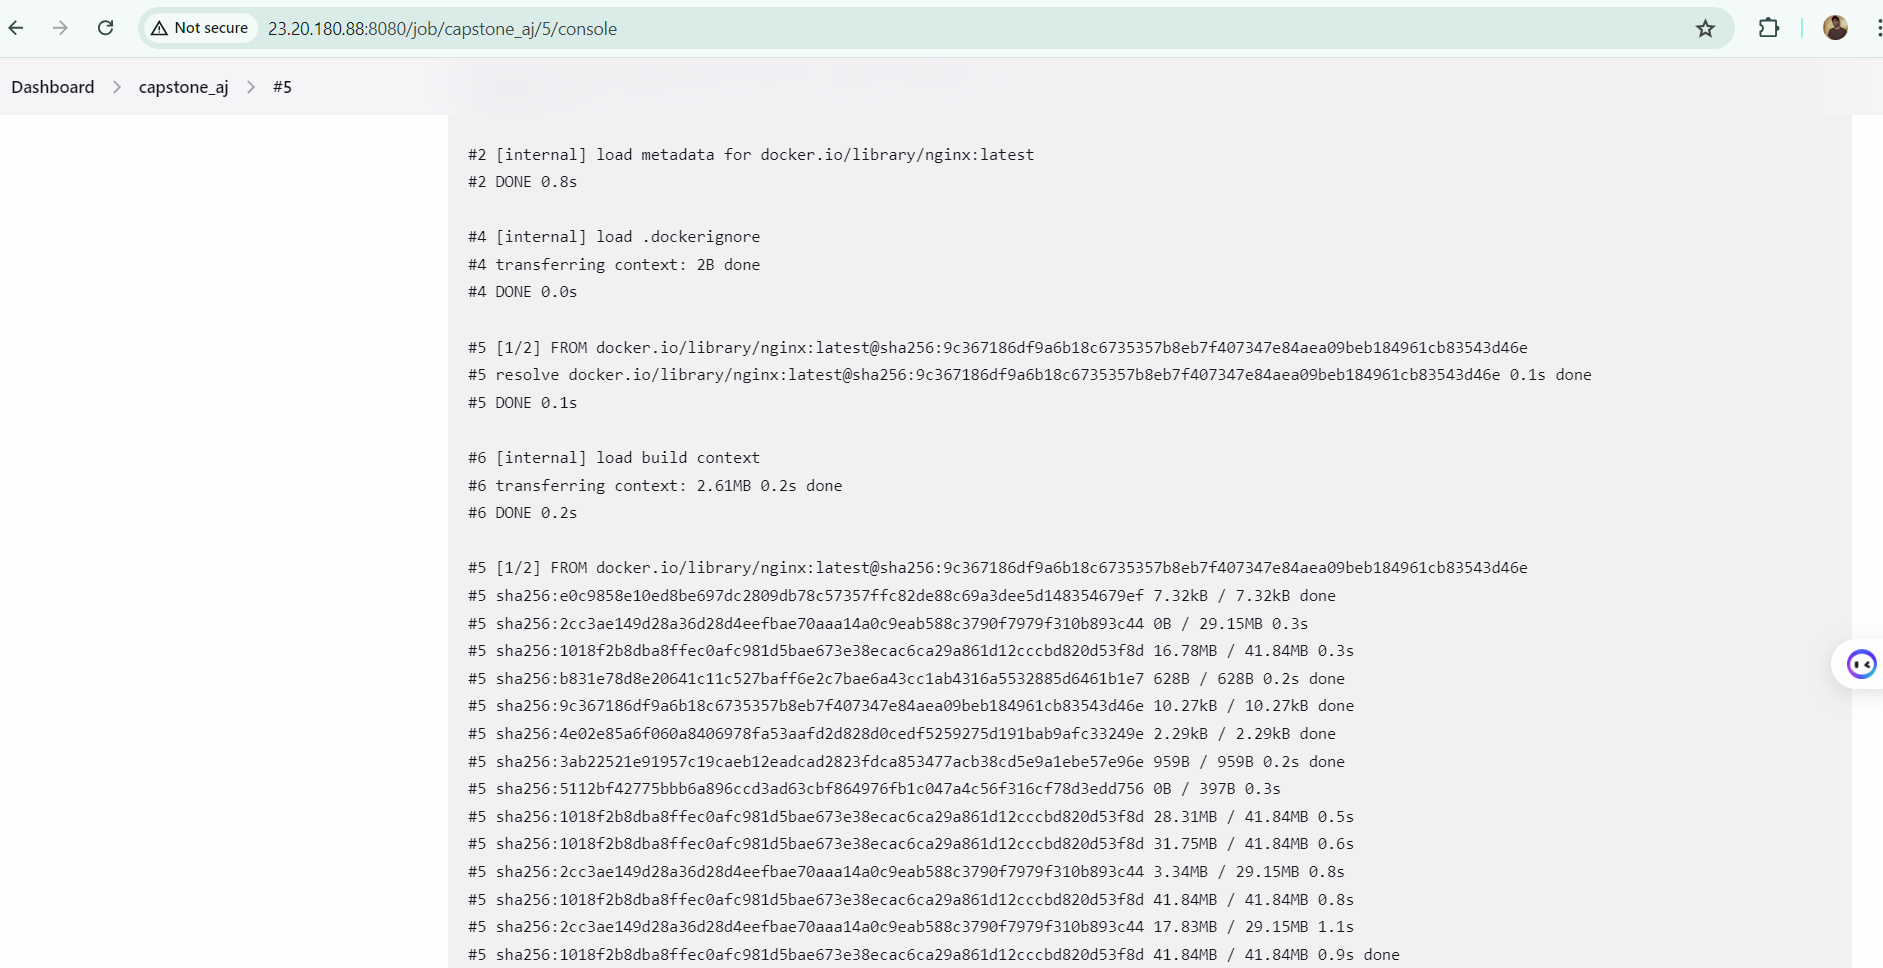 Not secure 23.20.180.88:8080/job/capstone_aj/5/console
Dashboard > capstone_aj > #5
#2 [internal] load metadata for docker.io/library/nginx:latest
#2 DONE 0.8s
#4 [internal] load .dockerignore
#4 transferring context: 2B done
#4 DONE 0.0s
#5 [1/2] FROM docker.io/library/nginx:latest@sha256:9c367186df9a6b18c6735357b8eb7f407347e84aea09beb184961cb83543d46e
#5 resolve docker.io/library/nginx:latest@sha256:9c367186df9a6b18c6735357b8eb7f407347e84aea09beb184961cb83543d46e 0.1s done
#5 DONE 0.1s
#6 [internal] load build context
#6 transferring context: 2.61MB 0.2s done
#6 DONE 0.2s
#5 [1/2] FROM docker.io/library/nginx:latest@sha256:9c367186df9a6b18c6735357b8eb7f407347e84aea09beb184961cb83543d46e
#5 sha256:e0c9858e10ed8be697dc2809db78c57357ffc82de88c69a3dee5d148354679ef 7.32kB / 7.32kB done
#5 sha256:2cc3ae149d28a36d28d4eefbae70aaa14a0c9eab588c3790f7979f310b893c44 0B / 29.15MB 0.3s
#5 sha256:1018f2b8dba8ffec0afc981d5bae673e38ecac6ca29a861d12cccbd820d53f8d 16.78MB / 41.84MB 0.3s
#5 sha256:b831e78d8e20641c11c527baff6e2c7bae6a43cc1ab4316a5532885d6461b1e7 628B / 628B 0.2s done
#5 sha256:9c367186df9a6b18c6735357b8eb7f407347e84aea09beb184961cb83543d46e 10.27kB / 10.27kB done
#5 sha256:4e02e85a6f060a8406978fa53aafd2d828d0cedf5259275d191bab9afc33249e 2.29kB / 2.29kB done
#5 sha256:3ab22521e91957c19caeb12eadcad2823fdca853477acb38cd5e9a1ebe57e96e 959B / 959B 0.2s done
#5 sha256:5112bf42775bbb6a896ccd3ad63cbf864976fb1c047a4c56f316cf78d3edd756 0B / 397B 0.3s
#5 sha256:1018f2b8dba8ffec0afc981d5bae673e38ecac6ca29a861d12cccbd820d53f8d 28.31MB / 41.84MB 0.5s
#5 sha256:1018f2b8dba8ffec0afc981d5bae673e38ecac6ca29a861d12cccbd820d53f8d 31.75MB / 41.84MB 0.6s
#5 sha256:2cc3ae149d28a36d28d4eefbae70aaa14a0c9eab588c3790f7979f310b893c44 3.34MB / 29.15MB 0.8s
#5 sha256:1018f2b8dba8ffec0afc981d5bae673e38ecac6ca29a861d12cccbd820d53f8d 41.84MB / 41.84MB 0.8s
#5 sha256:2cc3ae149d28a36d28d4eefbae70aaa14a0c9eab588c3790f7979f310b893c44 17.83MB / 29.15MB 1.1s
#5 sha256:1018f2b8dba8ffec0afc981d5bae673e38ecac6ca29a861d12cccbd820d53f8d 41.84MB / 41.84MB 0.9s done